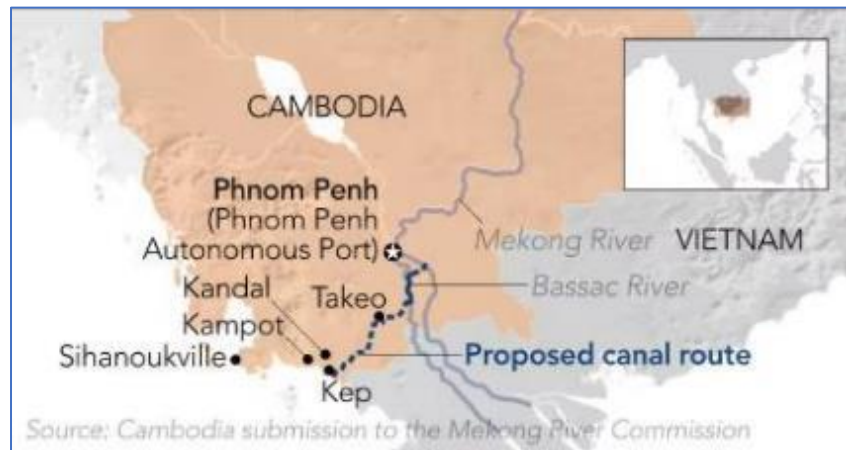 CAMBODIA
Phnom Penh
(Phnom Penh
Autonomous Port)
Mekong River
VIETNAM
Kandal
Takeo
Bassac River
Kampot
Sihanoukville
Proposed canal route
Kep
Source: Cambodia submission to the Mekong River Commission